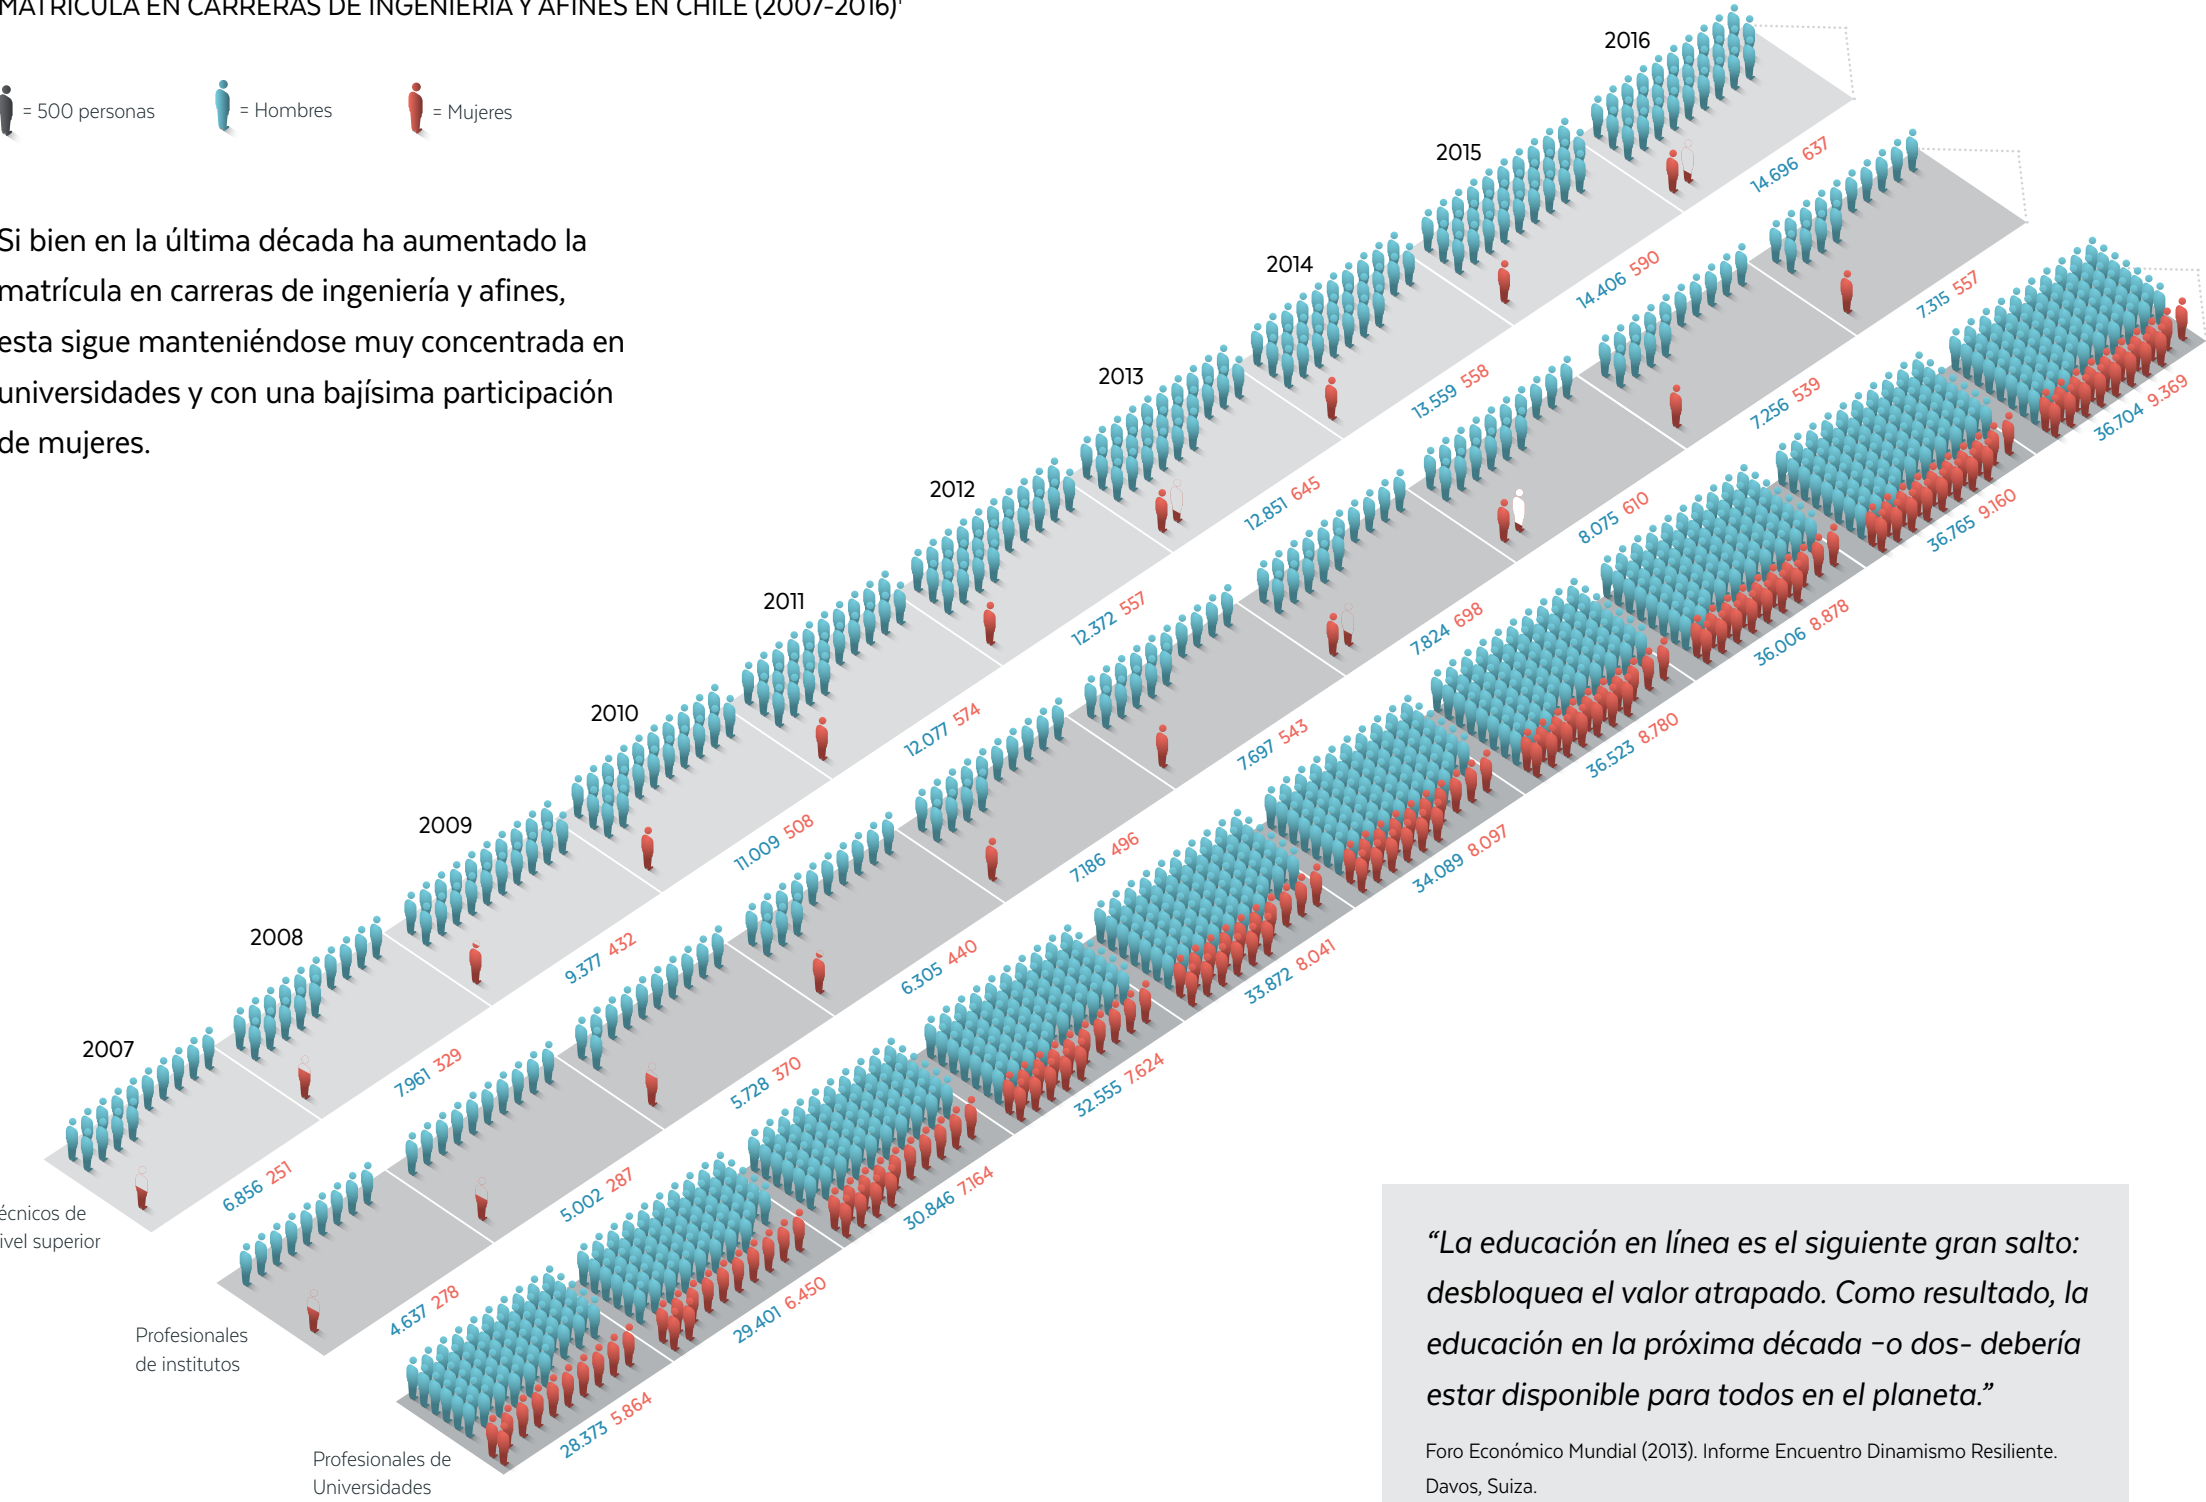 MATRÍCULA EN CARRERAS DE INGENIERÍA Y AFINES EN CHILE (2007-2016)¹
= 500 personas
= Hombres
= Mujeres
Si bien en la última década ha aumentado la
matrícula en carreras de ingeniería y afines,
esta sigue manteniéndose muy concentrada en
universidades y con una bajísima participación
de mujeres.
2007
2008
2009
2010
2011
2012
2013
2014
2015
2016
écnicos de
ivel superior
6.856 251
7.961 329
9.377 432
11.009 508
12.077 574
12.372 557
12.851 645
13.559 558
14.406 590
14.696 637
Profesionales
de institutos
4.637 278
5.002 287
5.728 370
6.305 440
7.186 496
7.697 543
7.824 698
8.075 610
7.256 539
7.315 557
Profesionales de
Universidades
28.373 5.864
29.401 6.450
30.846 7.164
32.555 7.624
33.872 8.041
34.089 8.097
36.523 8.780
36.006 8.878
36.765 9.160
36.704 9.369
“La educación en línea es el siguiente gran salto:
desbloquea el valor atrapado. Como resultado, la
educación en la próxima década –o dos- debería
estar disponible para todos en el planeta.”
Foro Económico Mundial (2013). Informe Encuentro Dinamismo Resiliente.
Davos, Suiza.